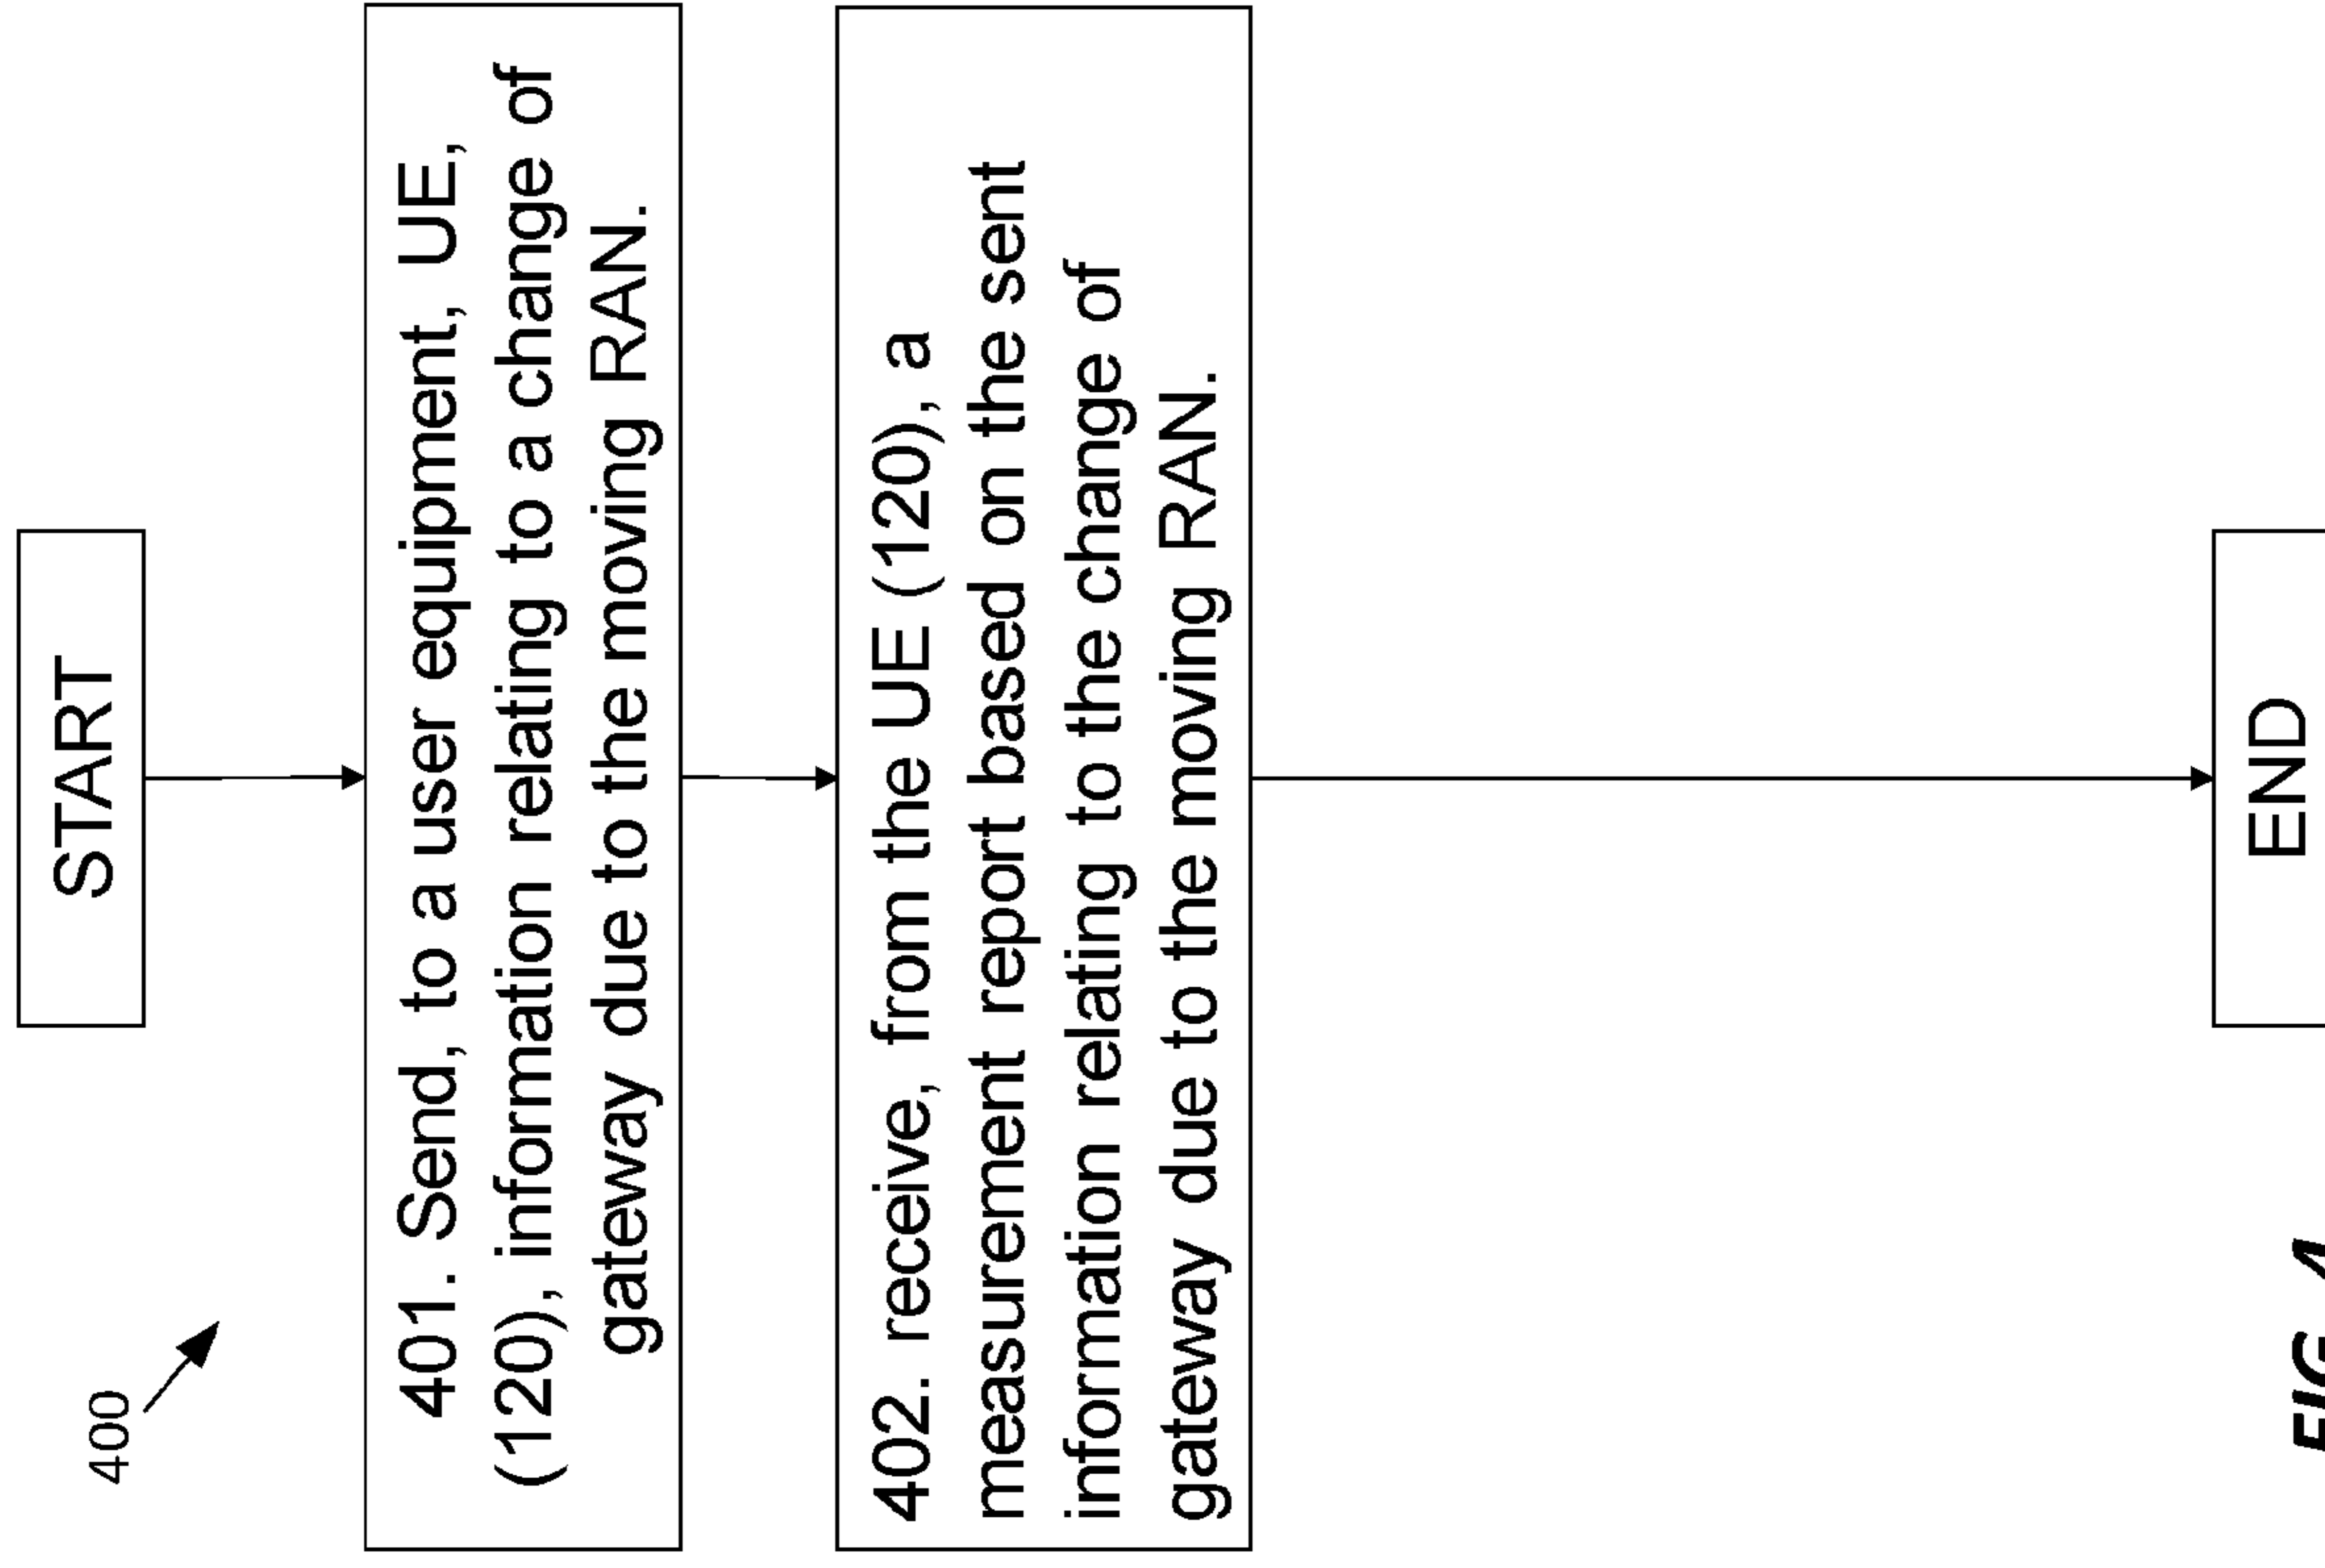 400
START
401. Send, to a user equipment, UE,
(120), information relating to a change of
gateway due to the moving RAN.
402. receive, from the UE (120), a
measurement report based on the sent
information relating to the change of
gateway due to the moving RAN.
END
FIG. 4